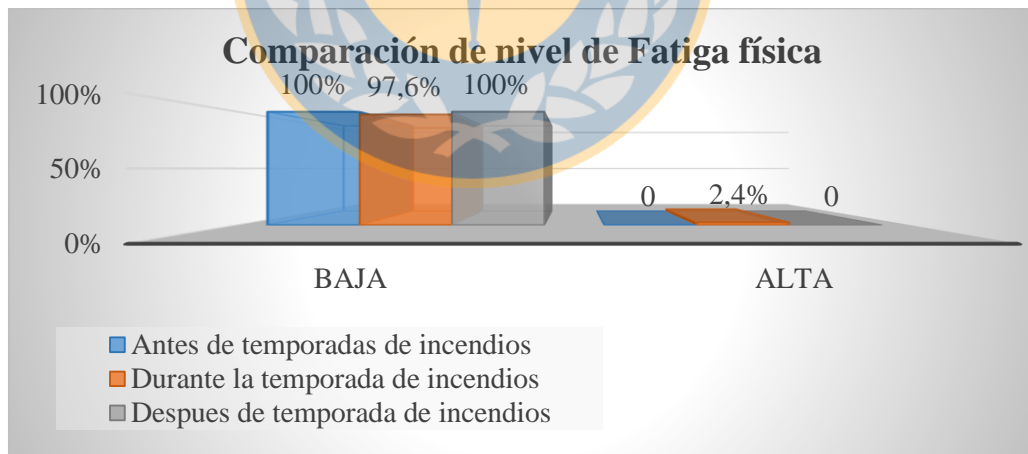 Comparación de nivel de Fatiga física
100% 97,6% 100%
100%
50%
0%
0 2,4% 0
BAJA ALTA
Antes de temporadas de incendios
Durante la temporada de incendios
Despues de temporada de incendios